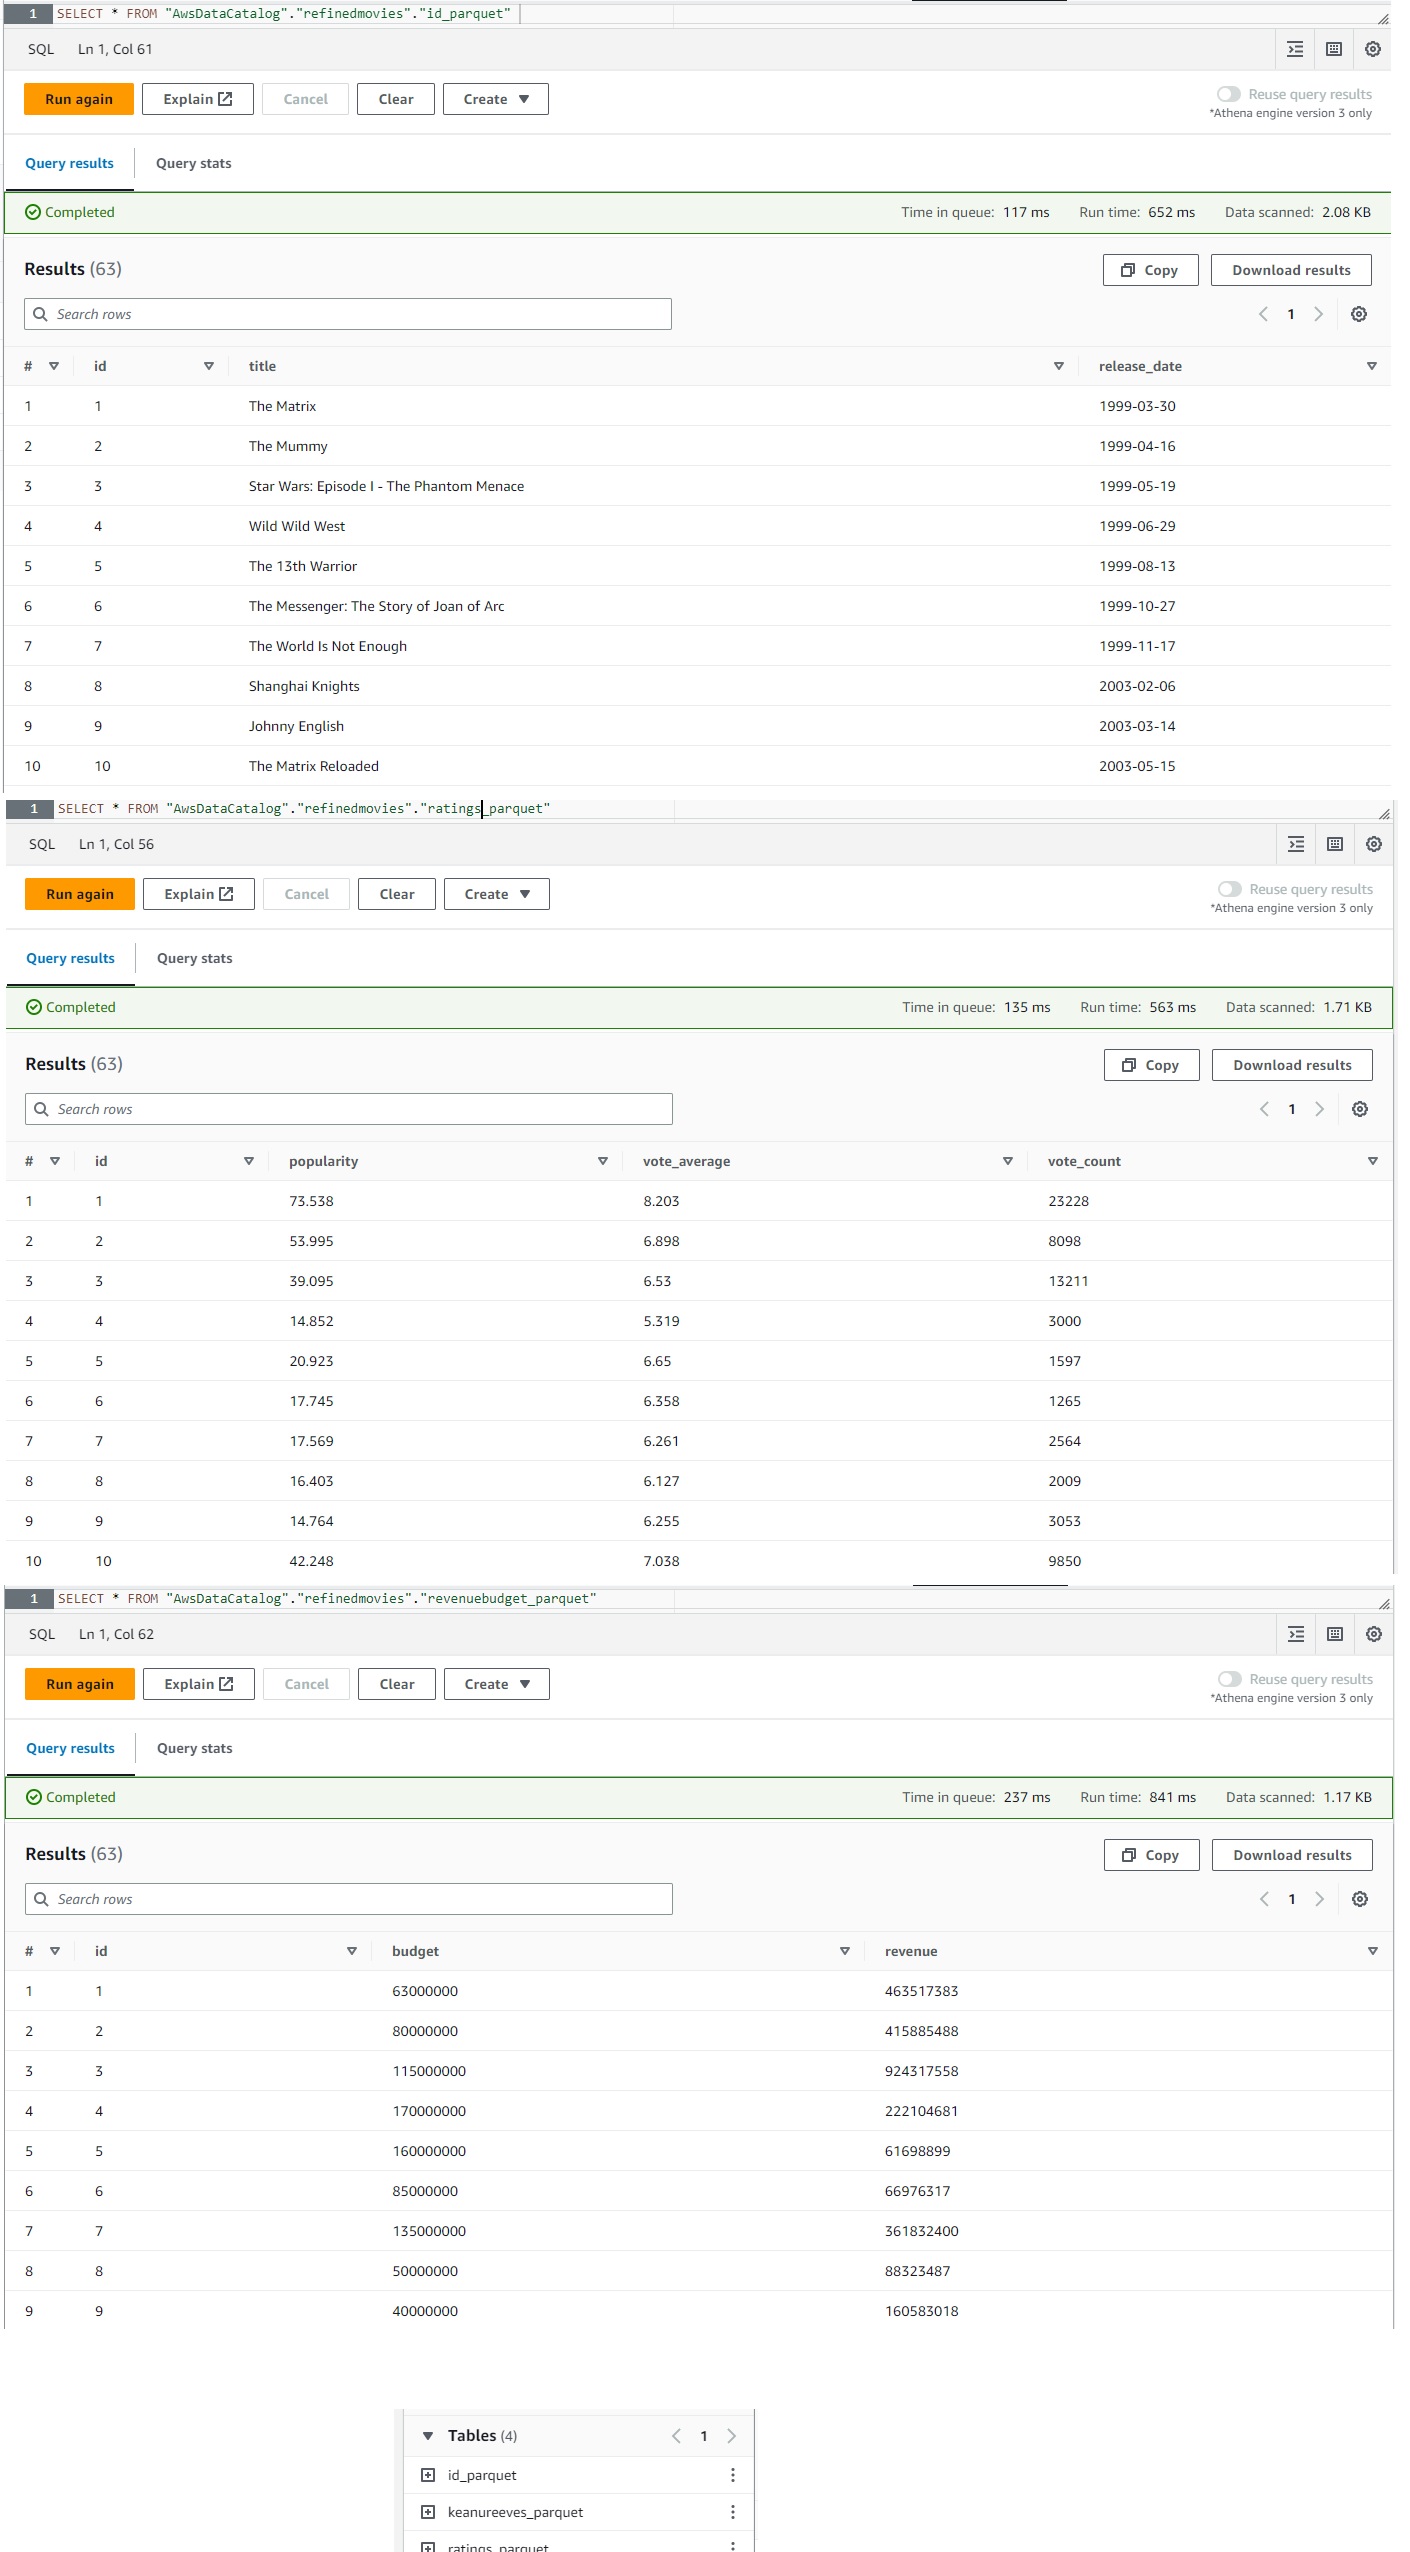 1 SELECT * FROM "AwsDataCatalog"."refinedmovies"."id_parquet"
SQL Ln 1, Col 61
Run again Explain Cancel Clear Create Reuse query results
*Athena engine version 3 only
Query results Query stats
Completed Time in queue: 117 ms Run time: 652 ms Data scanned: 2.08 KB
Results (63) Copy Download results
Search rows 1
# id title release_date
1 1 The Matrix 1999-03-30
2 2 The Mummy 1999-04-16
3 3 Star Wars: Episode I - The Phantom Menace 1999-05-19
4 4 Wild Wild West 1999-06-29
5 5 The 13th Warrior 1999-08-13
6 6 The Messenger: The Story of Joan of Arc 1999-10-27
7 7 The World Is Not Enough 1999-11-17
8 8 Shanghai Knights 2003-02-06
9 9 Johnny English 2003-03-14
10 10 The Matrix Reloaded 2003-05-15
1 SELECT * FROM "AwsDataCatalog"."refinedmovies"."ratings_parquet"
SQL Ln 1, Col 56
Run again Explain Cancel Clear Create Reuse query results
*Athena engine version 3 only
Query results Query stats
Completed Time in queue: 135 ms Run time: 563 ms Data scanned: 1.71 KB
Results (63) Copy Download results
Search rows 1
# id popularity vote_average vote_count
1 1 73.538 8.203 23228
2 2 53.995 6.898 8098
3 3 39.095 6.53 13211
4 4 14.852 5.319 3000
5 5 20.923 6.65 1597
6 6 17.745 6.358 1265
7 7 17.569 6.261 2564
8 8 16.403 6.127 2009
9 9 14.764 6.255 3053
10 10 42.248 7.038 9850
1 SELECT * FROM "AwsDataCatalog"."refinedmovies"."revenuebudget_parquet"
SQL Ln 1, Col 62
Run again Explain Cancel Clear Create Reuse query results
*Athena engine version 3 only
Query results Query stats
Completed Time in queue: 237 ms Run time: 841 ms Data scanned: 1.17 KB
Results (63) Copy Download results
Search rows 1
# id budget revenue
1 1 63000000 463517383
2 2 80000000 415885488
3 3 115000000 924317558
4 4 170000000 222104681
5 5 160000000 61698899
6 6 85000000 66976317
7 7 135000000 361832400
8 8 50000000 88323487
9 9 40000000 160583018
Tables (4) 1
id_parquet
keanureeves_parquet
ratings_parquet